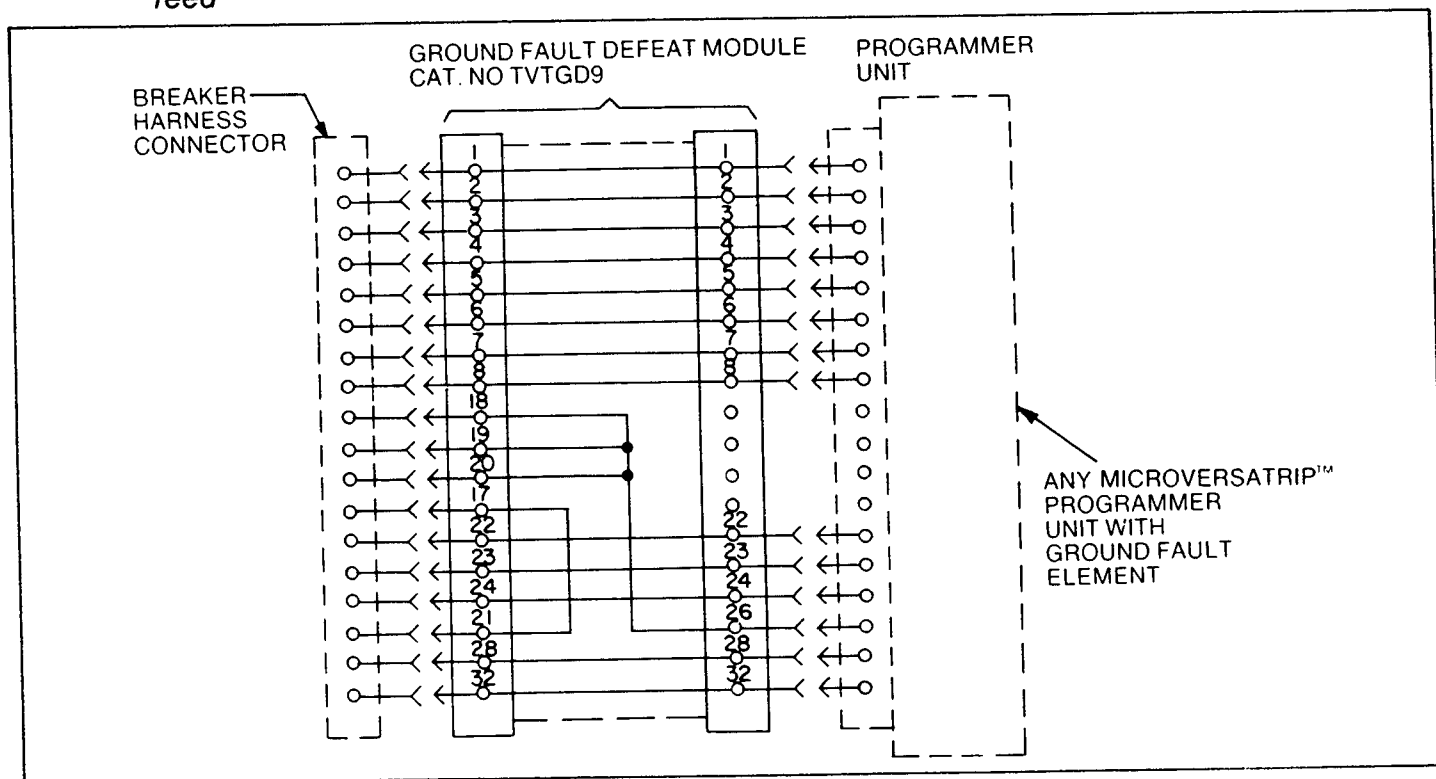 feed
GROUND FAULT DEFEAT MODULE
CAT. NO TVTGD9
PROGRAMMER
UNIT
BREAKER
HARNESS
CONNECTOR
1 1
2 2
3 3
4 4
5 5
6 6
7 7
8 8
18
19
20
17
22 22
23 23
24 24
21 26
28 28
32 32
ANY MICROVERSATRIP™
PROGRAMMER
UNIT WITH
GROUND FAULT
ELEMENT